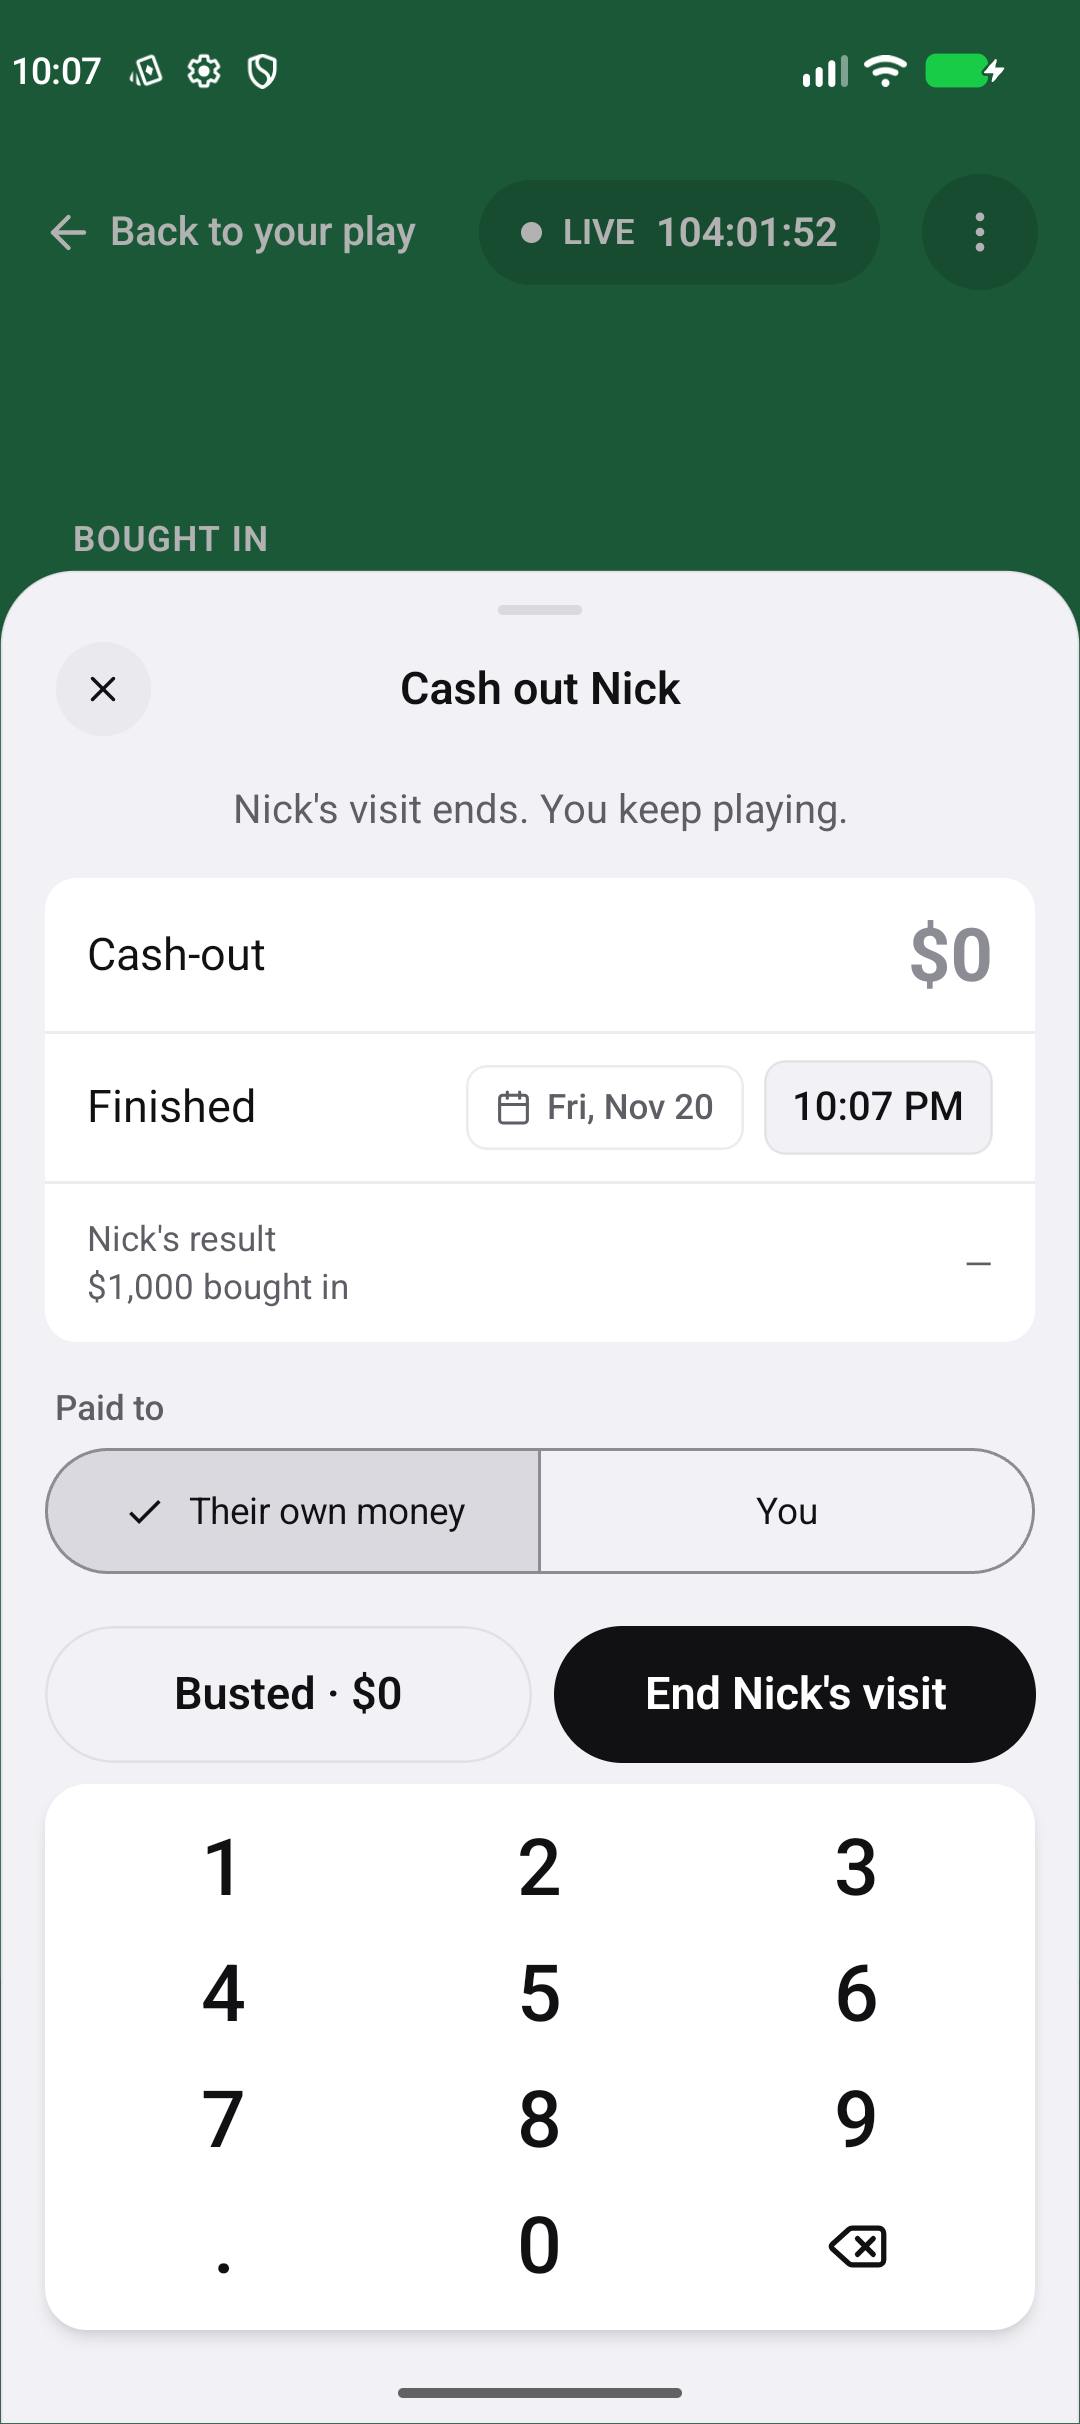 10:07
Back to your play
LIVE 104:01:52
BOUGHT IN
Cash out Nick
Nick's visit ends. You keep playing.
Cash-out $0
Finished Fri, Nov 20 10:07 PM
Nick's result
$1,000 bought in
–
Paid to
Their own money You
Busted · $0 End Nick's visit
1 2 3
4 5 6
7 8 9
. 0